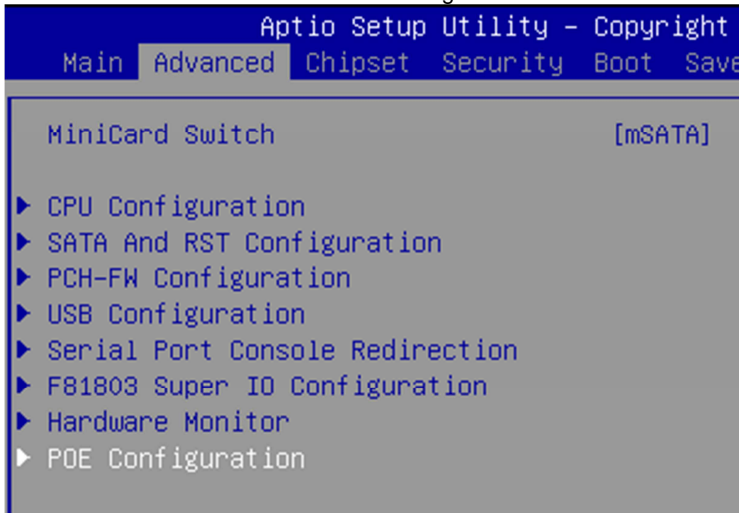 Aptio Setup Utility – Copyright
Main Advanced Chipset Security Boot Save
MiniCard Switch [mSATA]
CPU Configuration
SATA And RST Configuration
PCH-FW Configuration
USB Configuration
Serial Port Console Redirection
F81803 Super IO Configuration
Hardware Monitor
POE Configuration